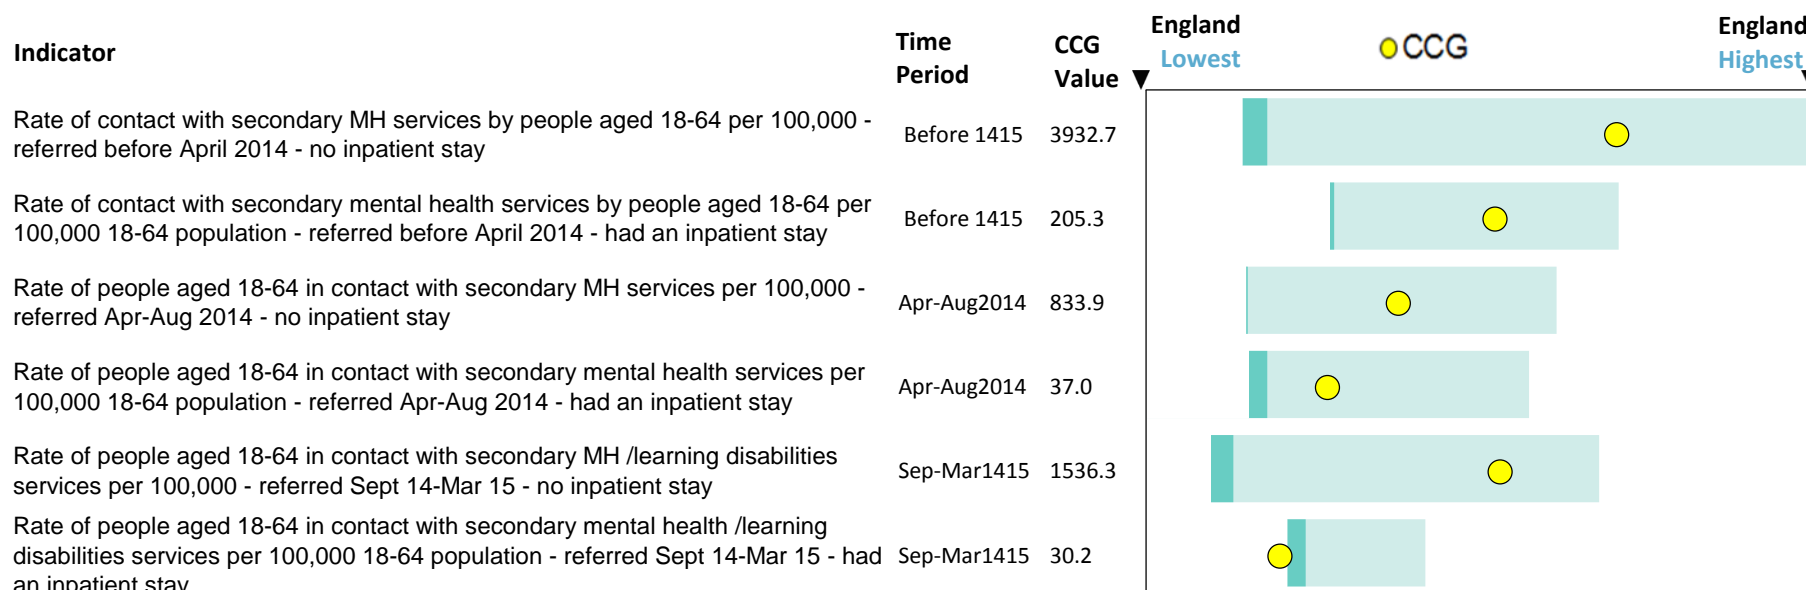 Indicator
Time Period
CCG Value
England Lowest
CCG
England Highest
Rate of contact with secondary MH services by people aged 18-64 per 100,000 -
referred before April 2014 - no inpatient stay
Before 1415
3932.7
Rate of contact with secondary mental health services by people aged 18-64 per
100,000 18-64 population - referred before April 2014 - had an inpatient stay
Before 1415
205.3
Rate of people aged 18-64 in contact with secondary MH services per 100,000 -
referred Apr-Aug 2014 - no inpatient stay
Apr-Aug2014
833.9
Rate of people aged 18-64 in contact with secondary mental health services per
100,000 18-64 population - referred Apr-Aug 2014 - had an inpatient stay
Apr-Aug2014
37.0
Rate of people aged 18-64 in contact with secondary MH /learning disabilities
services per 100,000 - referred Sept 14-Mar 15 - no inpatient stay
Sep-Mar1415
1536.3
Rate of people aged 18-64 in contact with secondary mental health /learning
disabilities services per 100,000 18-64 population - referred Sept 14-Mar 15 - had
an inpatient stay
Sep-Mar1415
30.2